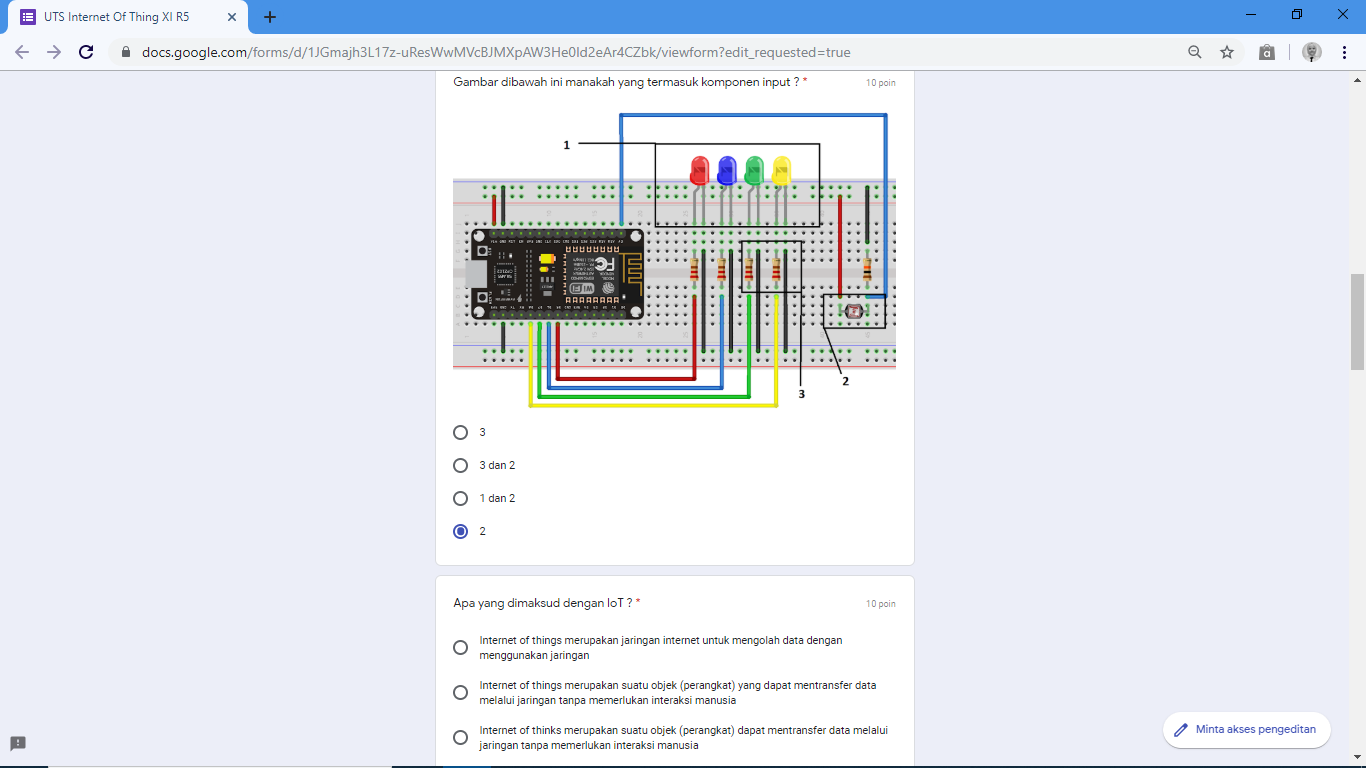 UTS Internet Of Thing XI R5
docs.google.com/forms/d/1JGmajh3L17z-uResWwMVcBJMXpAW3He0Id2eAr4CZbk/viewform?edit_requested=true
Gambar dibawah ini manakah yang termasuk komponen input ? *
10 poin
1
WiFi
2
3
3
3 dan 2
1 dan 2
2
Apa yang dimaksud dengan IoT ? *
10 poin
Internet of things merupakan jaringan internet untuk mengolah data dengan
menggunakan jaringan
Internet of things merupakan suatu objek (perangkat) yang dapat mentransfer data
melalui jaringan tanpa memerlukan interaksi manusia
Internet of thinks merupakan suatu objek (perangkat) dapat mentransfer data melalui
jaringan tanpa memerlukan interaksi manusia
Minta akses pengeditan